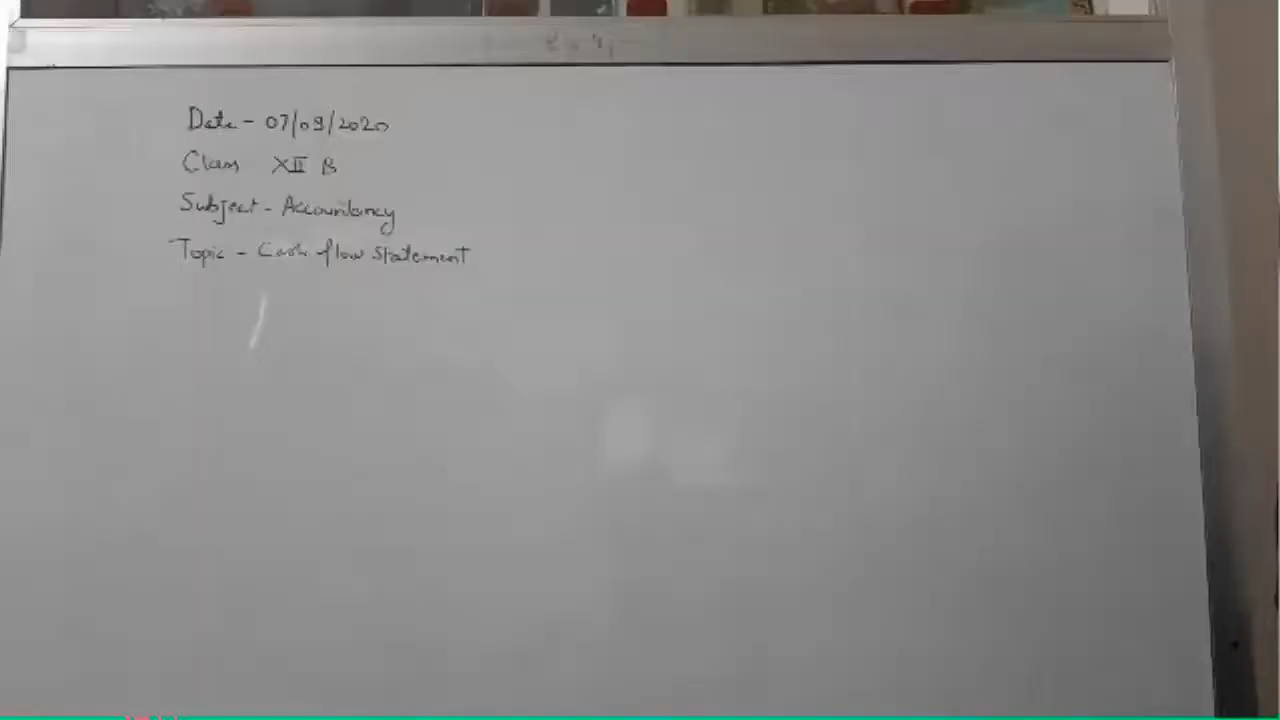 Date - 07/09/2020
Class XII B
Subject - Accountancy
Topic - Cash flow statement